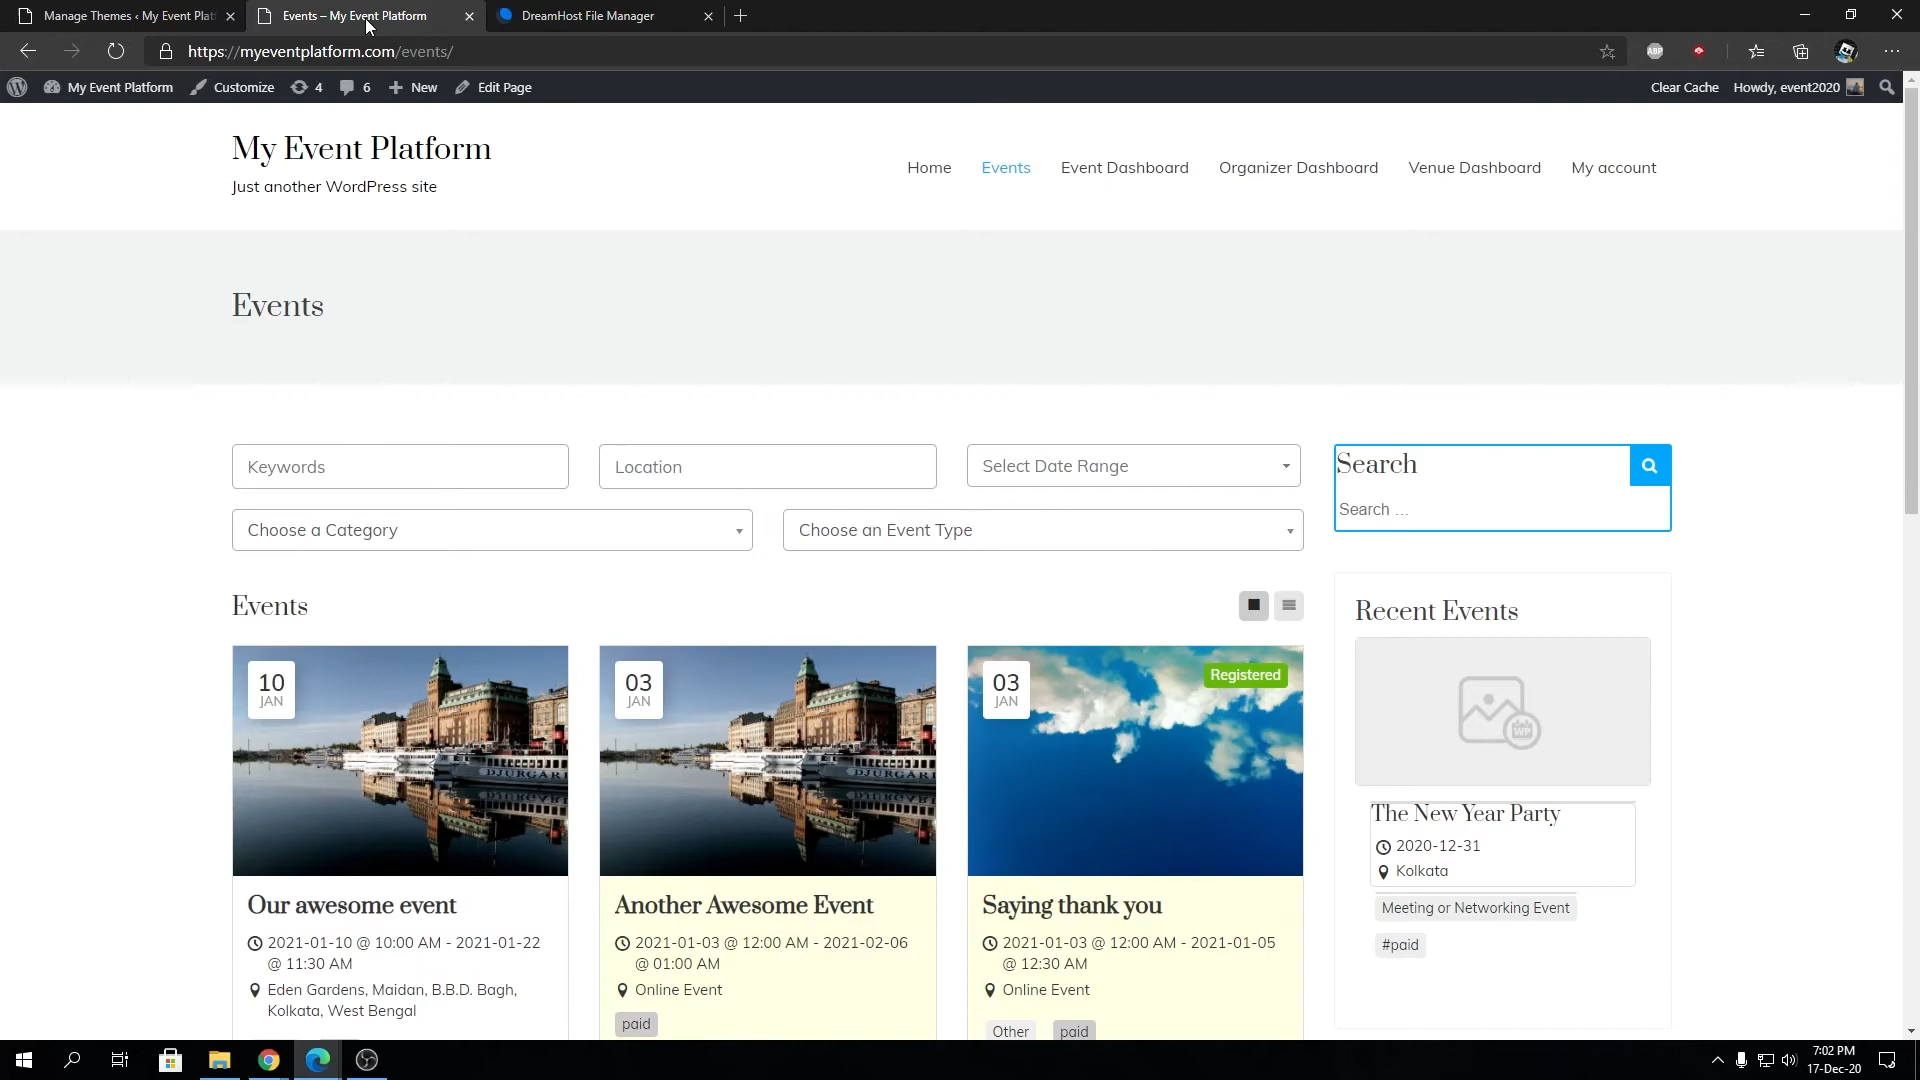 Manage Themes ‹ My Event Plat
Events – My Event Platform
DreamHost File Manager
https://myeventplatform.com/events/
ABP
My Event Platform
Customize
4
6
New
Edit Page
Clear Cache
Howdy, event2020
My Event Platform
Just another WordPress site
Home
Events
Event Dashboard
Organizer Dashboard
Venue Dashboard
My account
Events
Keywords
Location
Select Date Range
Choose a Category
Choose an Event Type
Search
Search …
Events
10
JAN
03
JAN
03
JAN
Registered
DJURGÅR
DJURGÅR
Our awesome event
2021-01-10 @ 10:00 AM - 2021-01-22
@ 11:30 AM
Eden Gardens, Maidan, B.B.D. Bagh,
Kolkata, West Bengal
Another Awesome Event
2021-01-03 @ 12:00 AM - 2021-02-06
@ 01:00 AM
Online Event
paid
Saying thank you
2021-01-03 @ 12:00 AM - 2021-01-05
@ 12:30 AM
Online Event
Other
paid
Recent Events
WP
The New Year Party
2020-12-31
Kolkata
Meeting or Networking Event
#paid
7:02 PM
17-Dec-20